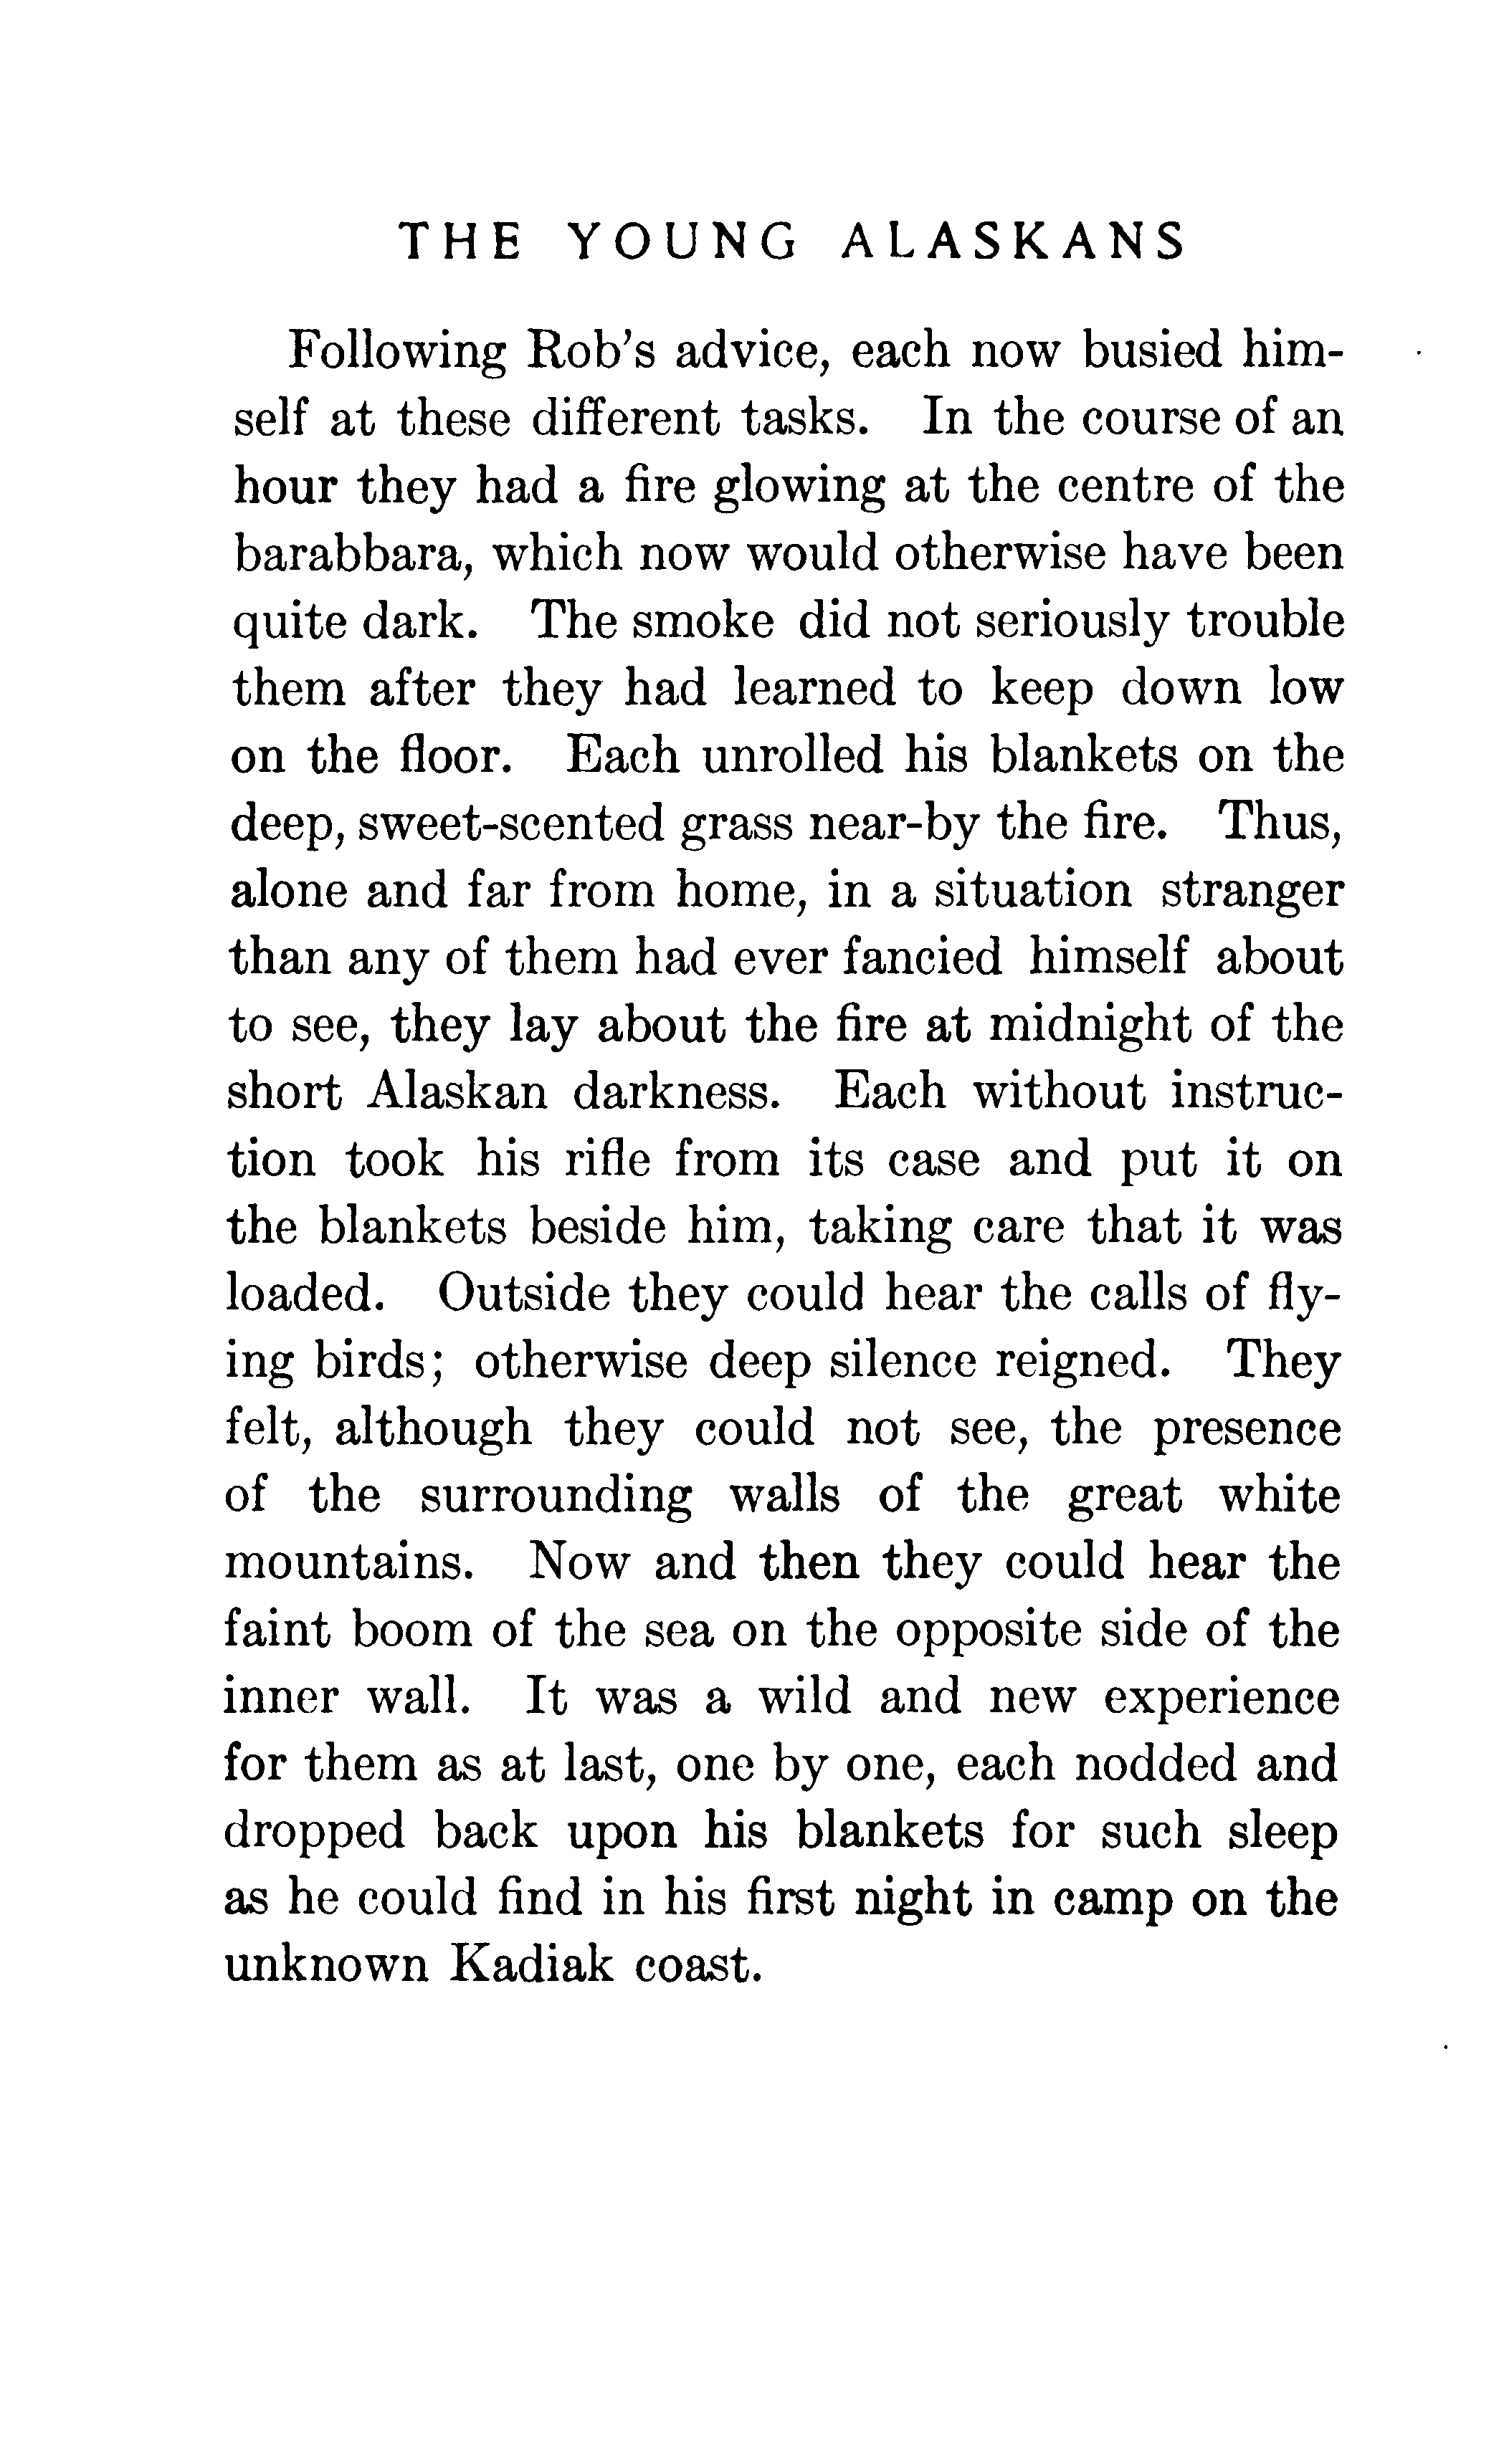 THE YOUNG ALASKANS
Following Rob's advice, each now busied him-
self at these different tasks. In the course of an
hour they had a fire glowing at the centre of the
barabbara, which now would otherwise have been
quite dark. The smoke did not seriously trouble
them after they had learned to keep down low
on the floor. Each unrolled his blankets on the
deep, sweet-scented grass near-by the fire. Thus,
alone and far from home, in a situation stranger
than any of them had ever fancied himself about
to see, they lay about the fire at midnight of the
short Alaskan darkness. Each without instruc-
tion took his rifle from its case and put it on
the blankets beside him, taking care that it was
loaded. Outside they could hear the calls of fly-
ing birds; otherwise deep silence reigned. They
felt, although they could not see, the presence
of the surrounding walls of the great white
mountains. Now and then they could hear the
faint boom of the sea on the opposite side of the
inner wall. It was a wild and new experience
for them as at last, one by one, each nodded and
dropped back upon his blankets for such sleep
as he could find in his first night in camp on the
unknown Kadiak coast.